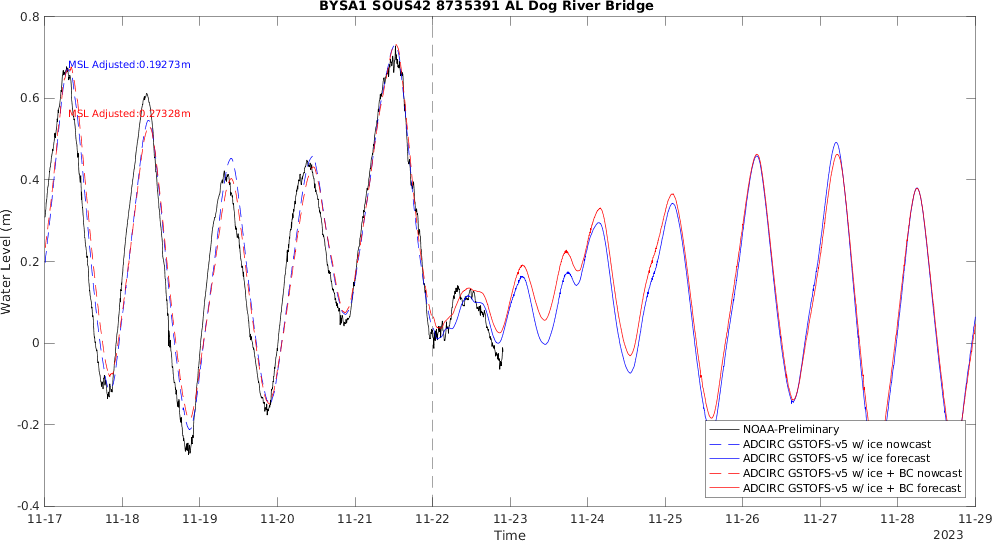 BYSA1 SOUS42 8735391 AL Dog River Bridge
0.8
0.6
0.4
0.2
0
-0.2
-0.4
Water Level (m)
MSL Adjusted:0.19273m
MSL Adjusted:0.27328m
NOAA-Preliminary
ADCIRC GSTOFS-v5 w/ ice nowcast
ADCIRC GSTOFS-v5 w/ ice forecast
ADCIRC GSTOFS-v5 w/ ice + BC nowcast
ADCIRC GSTOFS-v5 w/ ice + BC forecast
11-17 11-18 11-19 11-20 11-21 11-22 11-23 11-24 11-25 11-26 11-27 11-28 11-29
Time
2023